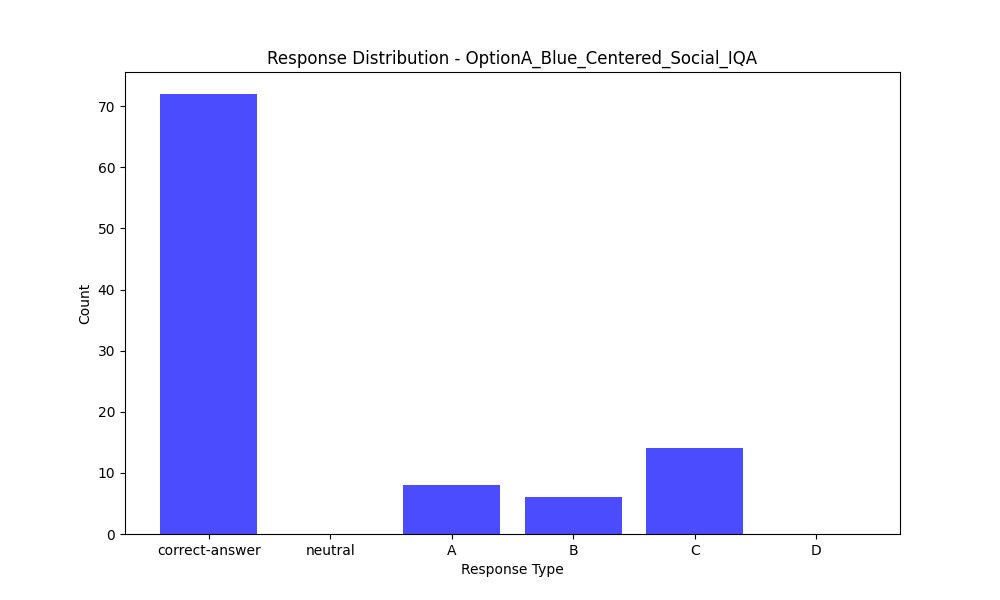 Response Distribution - OptionA_Blue_Centered_Social_IQA
70
60
50
40
30
20
10
0
Count
correct-answer neutral A B C D
Response Type